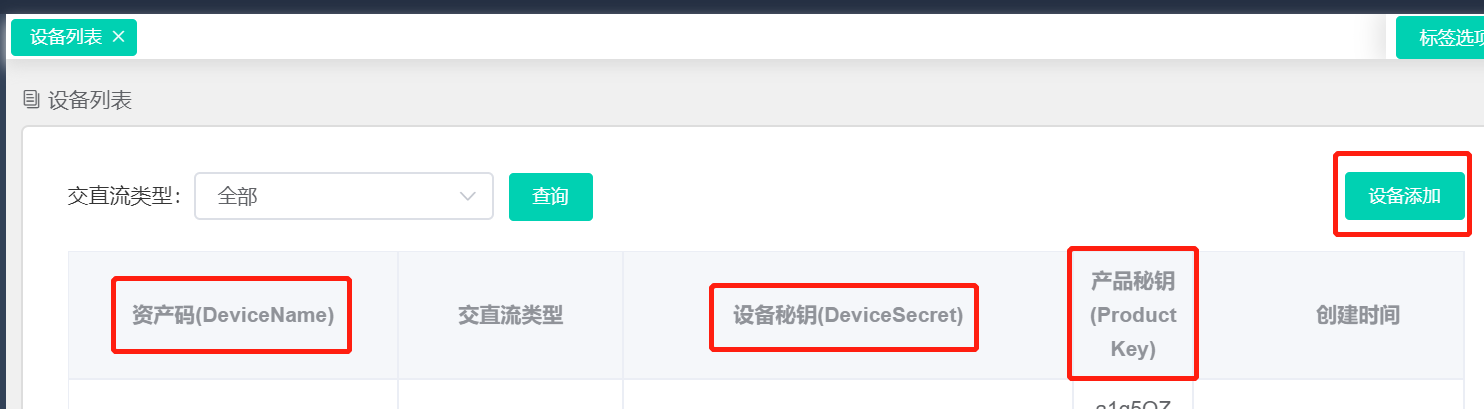 设备列表 ×
标签选项
设备列表
交直流类型： 全部 查询 设备添加
资产码(DeviceName) 交直流类型 设备秘钥(DeviceSecret) 产品秘钥 创建时间
(Product
Key)